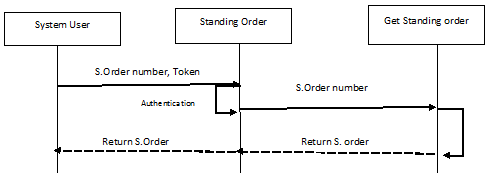 System User
Standing Order
Get Standing order
S.Order number, Token
S.Order number
Authentication
Return S.Order
Return S. order